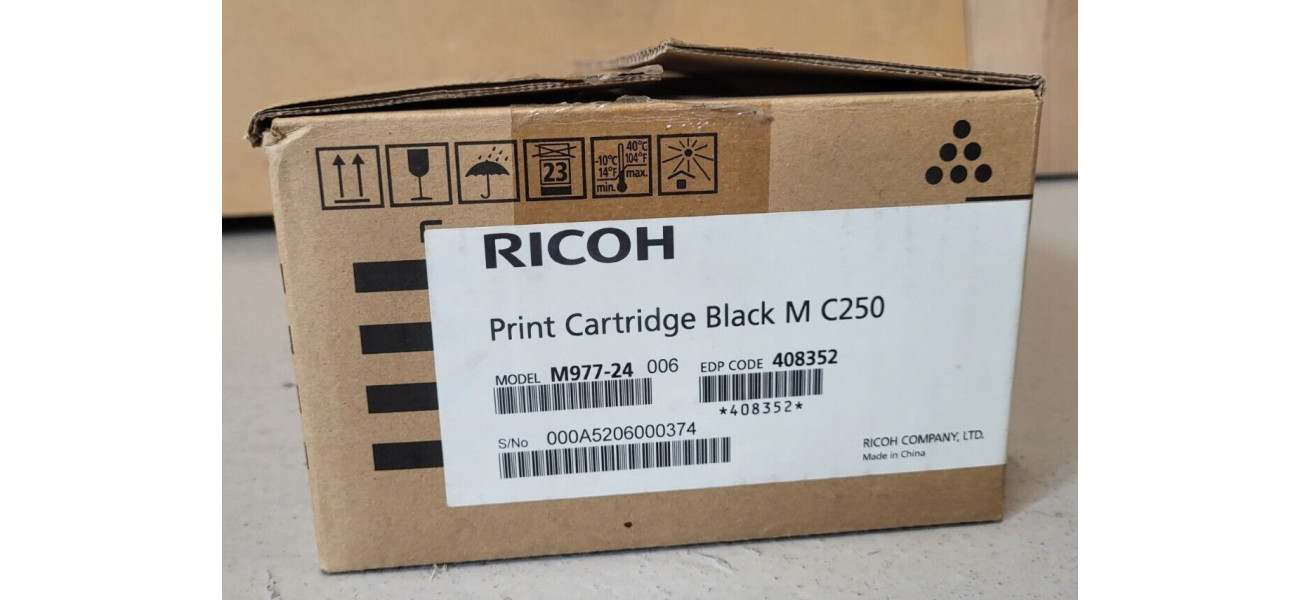 -10°C
14°F
min.
40°C
104°F
max.
23
RICOH
Print Cartridge Black M C250
MODEL M977-24 006 EDP CODE 408352
*408352*
S/No 000A5206000374
RICOH COMPANY, LTD.
Made in China